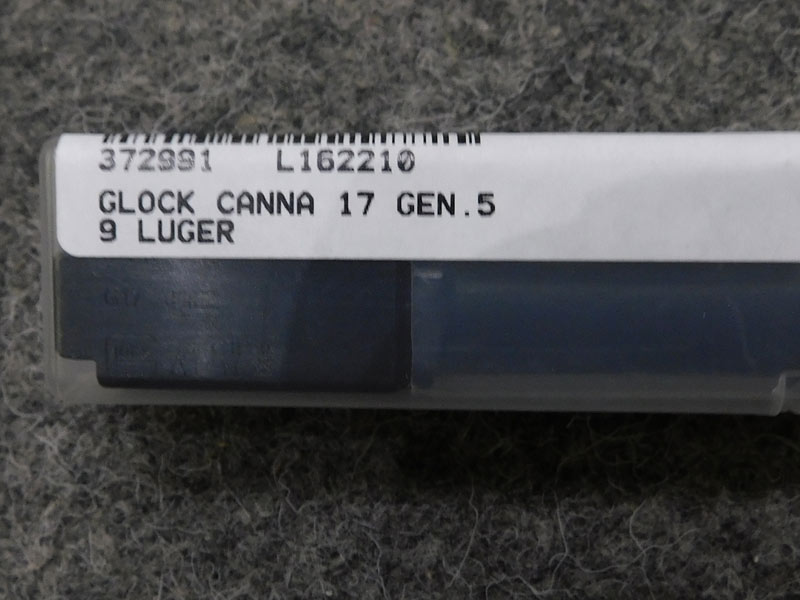 372991 L162210
GLOCK CANNA 17 GEN.5
9 LUGER